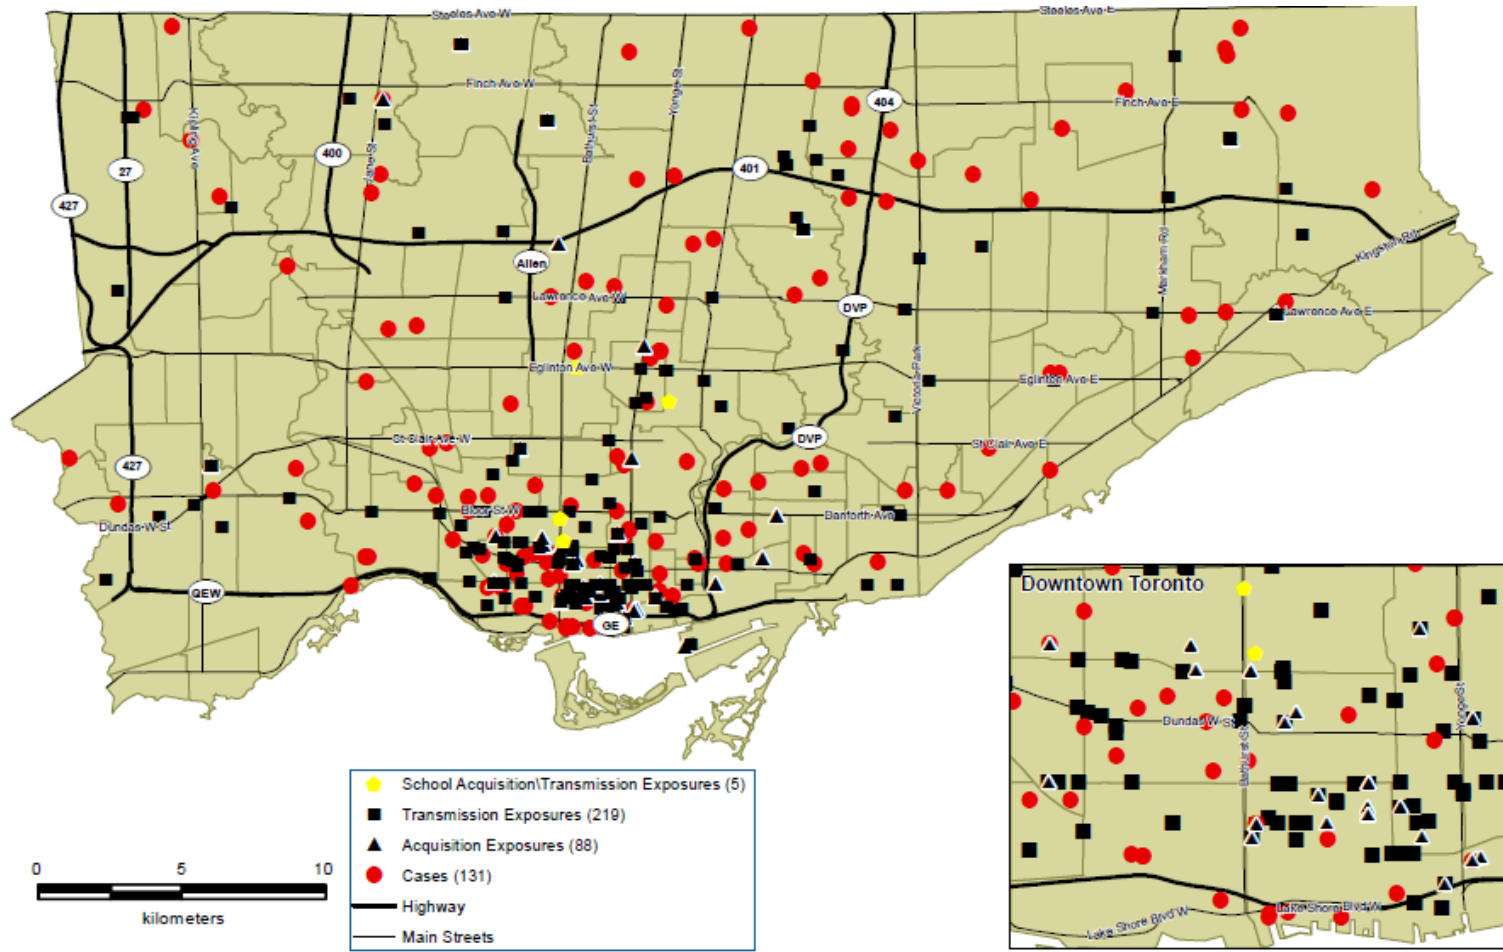 Steeles Ave W
Steeles Ave E
Finch Ave W
Finch Ave E
Kipling Ave
Jane St
Bathurst St
Yonge St
404
400
401
27
427
Allen
Markham Rd
Kingston Rd
Lawrence Ave W
DVP
Lawrence Ave E
Victoria Park
Eglinton Ave W
Eglinton Ave E
St Clair Ave W
DVP
St Clair Ave E
427
Bloor St W
Danforth Ave
Dundas W St
QEW
GE
Downtown Toronto
Dundas W St
Bathurst St
Yonge St
Lake Shore Blvd W
Lake Shore Blvd W
School Acquisition\Transmission Exposures (5)
Transmission Exposures (219)
Acquisition Exposures (88)
Cases (131)
Highway
Main Streets
0 5 10
kilometers